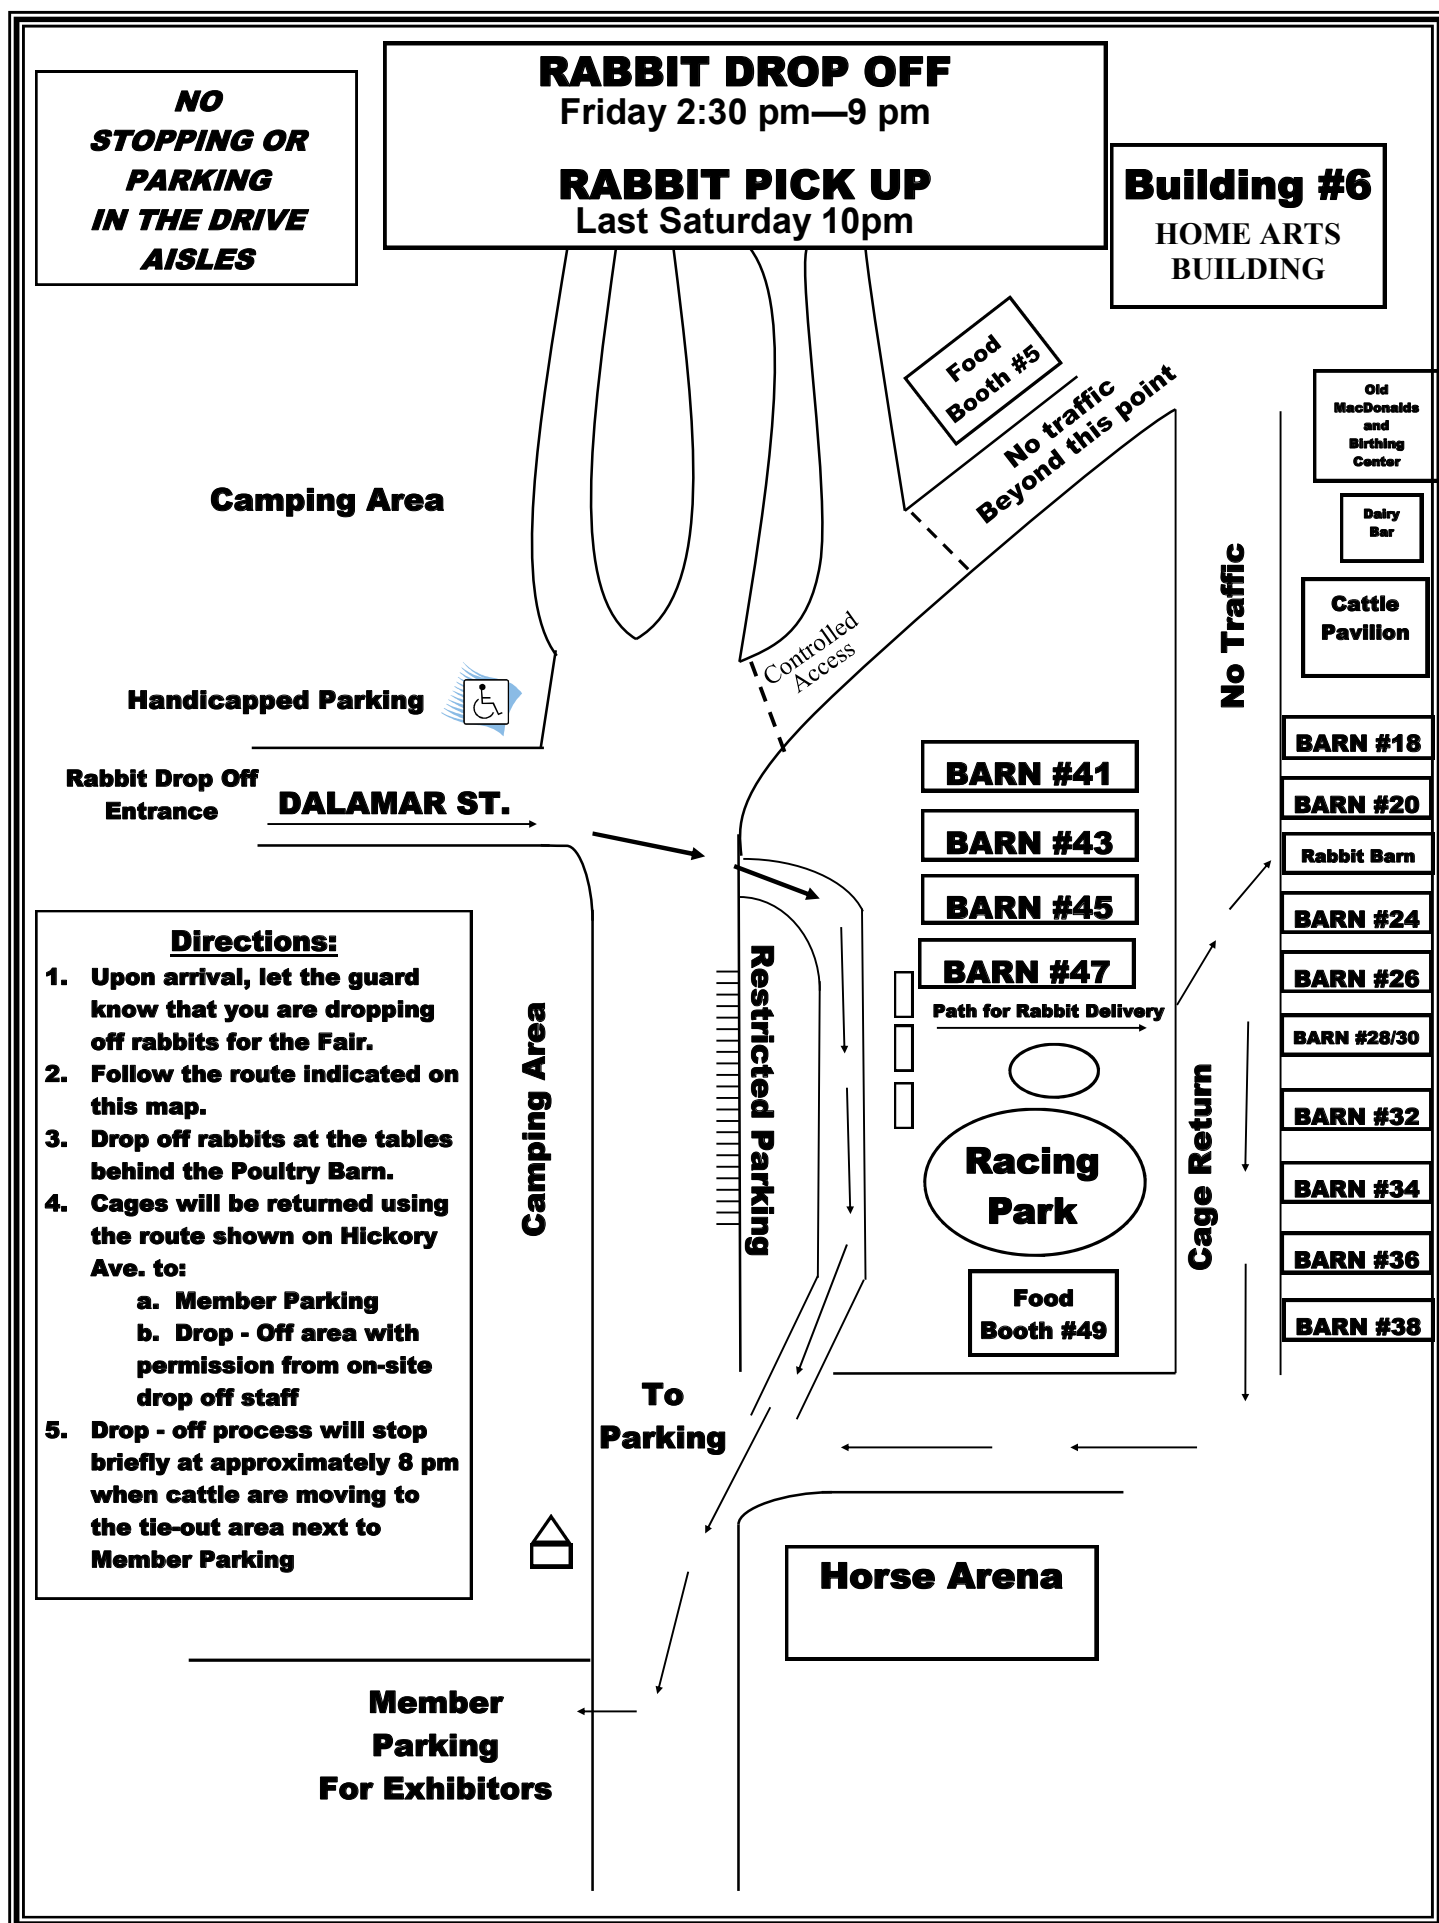 NO
STOPPING OR
PARKING
IN THE DRIVE
AISLES
RABBIT DROP OFF
Friday 2:30 pm—9 pm
RABBIT PICK UP
Last Saturday 10pm
Building #6
HOME ARTS
BUILDING
Food
Booth #5
No traffic
Beyond this point
Old
MacDonalds
and
Birthing
Center
Dairy
Bar
Cattle
Pavilion
No Traffic
Camping Area
Controlled
Access
Handicapped Parking
Rabbit Drop Off
Entrance
DALAMAR ST.
BARN #41
BARN #43
BARN #45
BARN #47
Path for Rabbit Delivery
BARN #18
BARN #20
Rabbit Barn
BARN #24
BARN #26
BARN #28/30
BARN #32
BARN #34
BARN #36
BARN #38
Directions:
1. Upon arrival, let the guard
know that you are dropping
off rabbits for the Fair.
2. Follow the route indicated on
this map.
3. Drop off rabbits at the tables
behind the Poultry Barn.
4. Cages will be returned using
the route shown on Hickory
Ave. to:
a. Member Parking
b. Drop - Off area with
permission from on-site
drop off staff
5. Drop - off process will stop
briefly at approximately 8 pm
when cattle are moving to
the tie-out area next to
Member Parking
Camping Area
Restricted Parking
Racing
Park
Cage Return
Food
Booth #49
To
Parking
Horse Arena
Member
Parking
For Exhibitors